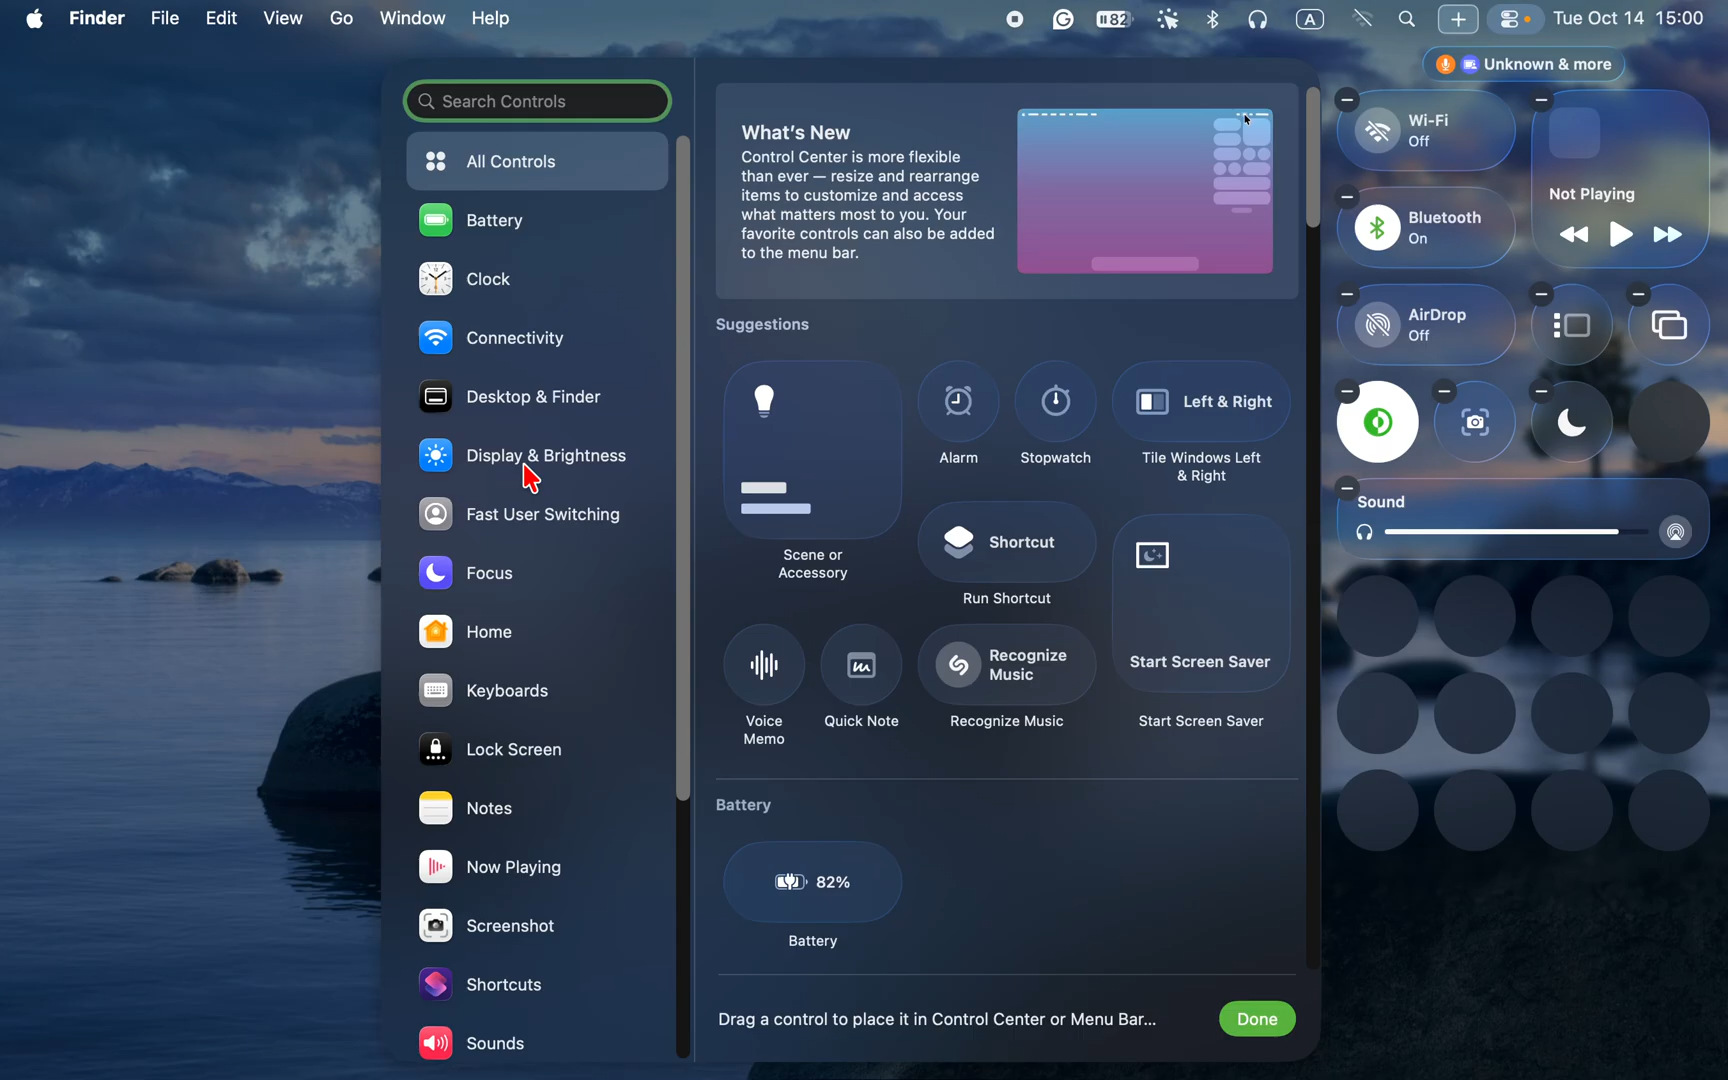 Finder File Edit View Go Window Help
82 A Tue Oct 14 15:00
Unknown & more
Search Controls
All Controls
Battery
Clock
Connectivity
Desktop & Finder
Display & Brightness
Fast User Switching
Focus
Home
Keyboards
Lock Screen
Notes
Now Playing
Screenshot
Shortcuts
Sounds
What's New
Control Center is more flexible
than ever — resize and rearrange
items to customize and access
what matters most to you. Your
favorite controls can also be added
to the menu bar.
Suggestions
Scene or
Accessory
Alarm
Stopwatch
Left & Right
Tile Windows Left
& Right
Shortcut
Run Shortcut
Start Screen Saver
Start Screen Saver
Voice
Memo
Quick Note
Recognize
Music
Recognize Music
Battery
82%
Battery
Drag a control to place it in Control Center or Menu Bar...
Done
Wi-Fi
Off
Not Playing
Bluetooth
On
AirDrop
Off
Sound